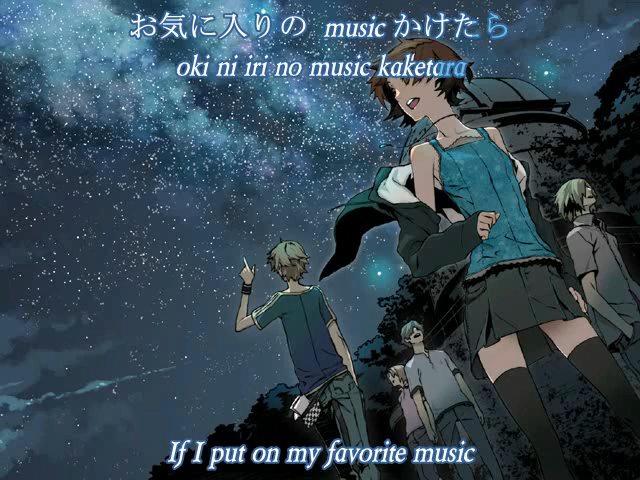 お気に入りの music かけたら
oki ni iri no music kaketara
If I put on my favorite music